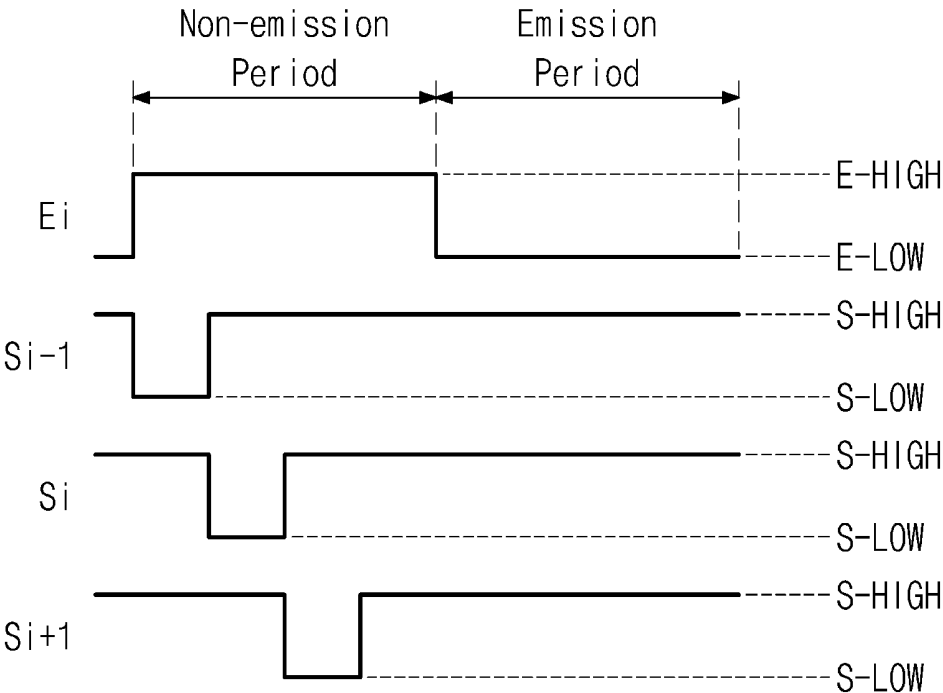 Non-emission Period
Emission Period
Ei
E-HIGH
E-LOW
Si-1
S-HIGH
S-LOW
Si
S-HIGH
S-LOW
Si+1
S-HIGH
S-LOW